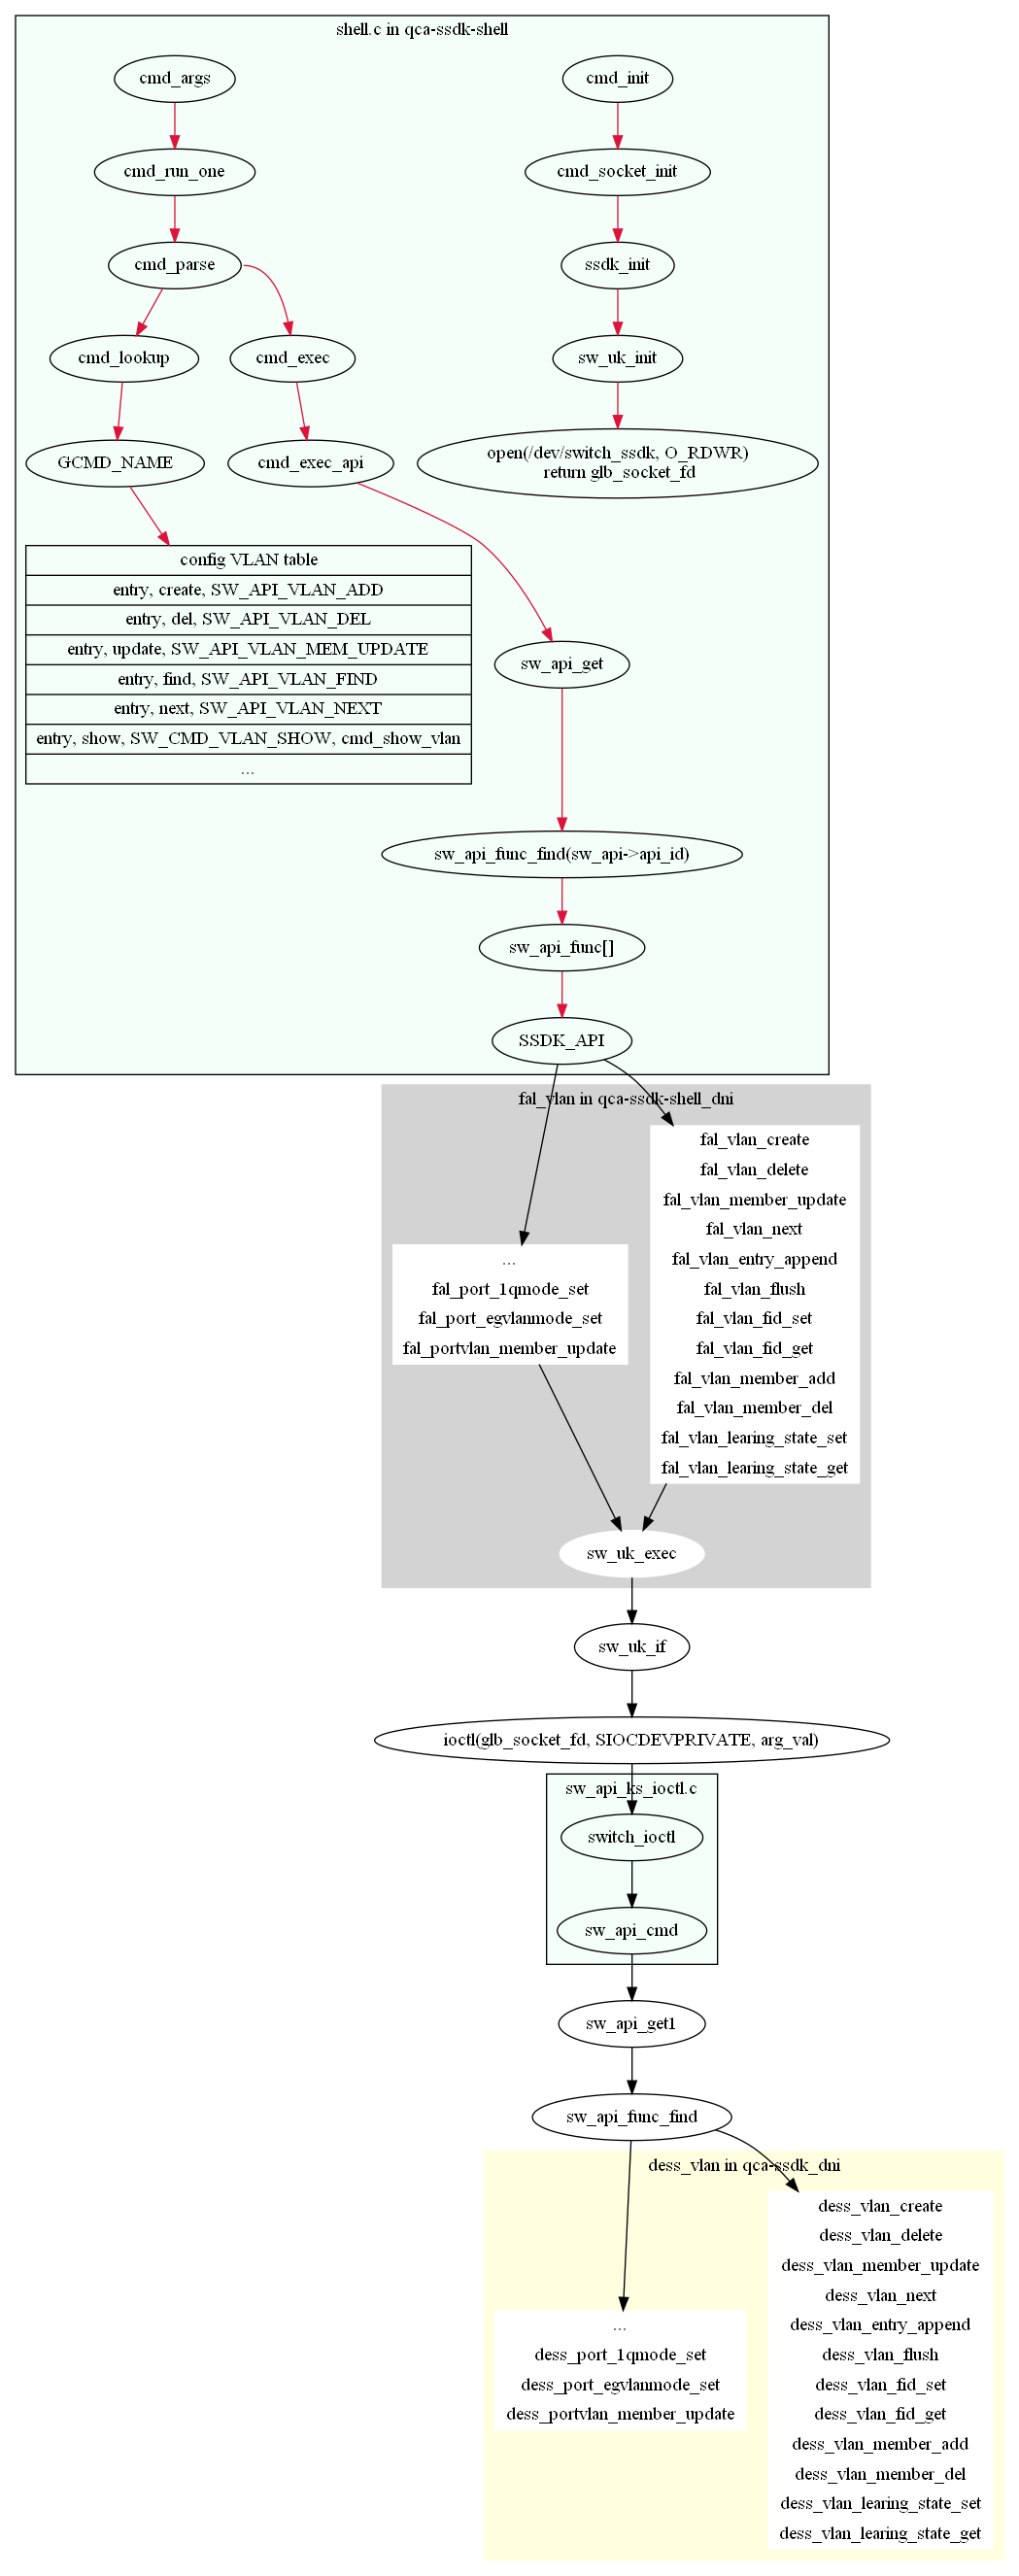 shell.c in qca-ssdk-shell
cmd_args
cmd_init
cmd_run_one
cmd_socket_init
cmd_parse
ssdk_init
cmd_lookup
cmd_exec
sw_uk_init
GCMD_NAME
cmd_exec_api
open(/dev/switch_ssdk, O_RDWR)
return glb_socket_fd
config VLAN table
entry, create, SW_API_VLAN_ADD
entry, del, SW_API_VLAN_DEL
entry, update, SW_API_VLAN_MEM_UPDATE
entry, find, SW_API_VLAN_FIND
entry, next, SW_API_VLAN_NEXT
entry, show, SW_CMD_VLAN_SHOW, cmd_show_vlan
...
sw_api_get
sw_api_func_find(sw_api->api_id)
sw_api_func[]
SSDK_API
fal_vlan in qca-ssdk-shell_dni
fal_vlan_create
fal_vlan_delete
fal_vlan_member_update
fal_vlan_next
fal_vlan_entry_append
fal_vlan_flush
fal_vlan_fid_set
fal_vlan_fid_get
fal_vlan_member_add
fal_vlan_member_del
fal_vlan_learing_state_set
fal_vlan_learing_state_get
...
fal_port_1qmode_set
fal_port_egvlanmode_set
fal_portvlan_member_update
sw_uk_exec
sw_uk_if
ioctl(glb_socket_fd, SIOCDEVPRIVATE, arg_val)
sw_api_ks_ioctl.c
switch_ioctl
sw_api_cmd
sw_api_get1
sw_api_func_find
dess_vlan in qca-ssdk_dni
dess_vlan_create
dess_vlan_delete
dess_vlan_member_update
dess_vlan_next
dess_vlan_entry_append
dess_vlan_flush
dess_vlan_fid_set
dess_vlan_fid_get
dess_vlan_member_add
dess_vlan_member_del
dess_vlan_learing_state_set
dess_vlan_learing_state_get
...
dess_port_1qmode_set
dess_port_egvlanmode_set
dess_portvlan_member_update